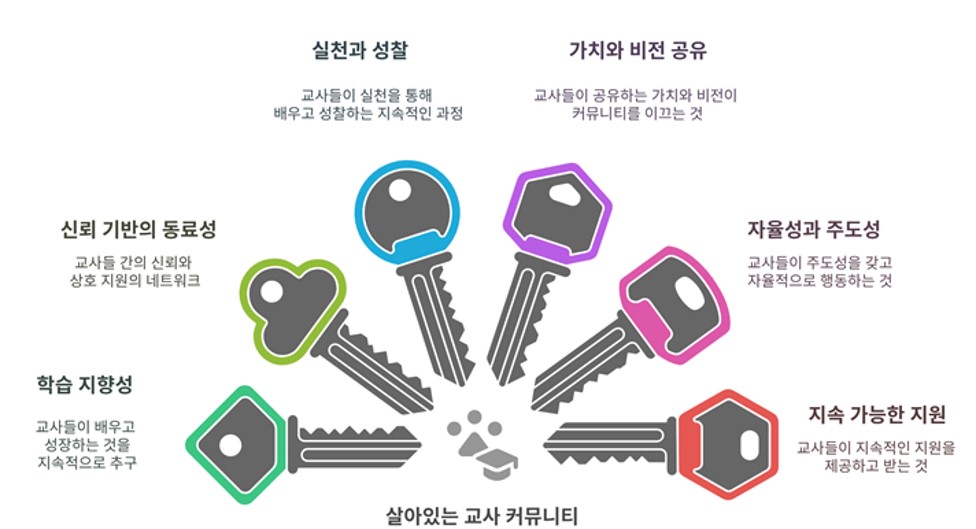 실천과 성찰
교사들이 실천을 통해
배우고 성찰하는 지속적인 과정
가치와 비전 공유
교사들이 공유하는 가치와 비전이
커뮤니티를 이끄는 것
신뢰 기반의 동료성
교사들 간의 신뢰와
상호 지원의 네트워크
자율성과 주도성
교사들이 주도성을 갖고
자율적으로 행동하는 것
학습 지향성
교사들이 배우고
성장하는 것을
지속적으로 추구
지속 가능한 지원
교사들이 지속적인 지원을
제공하고 받는 것
살아있는 교사 커뮤니티